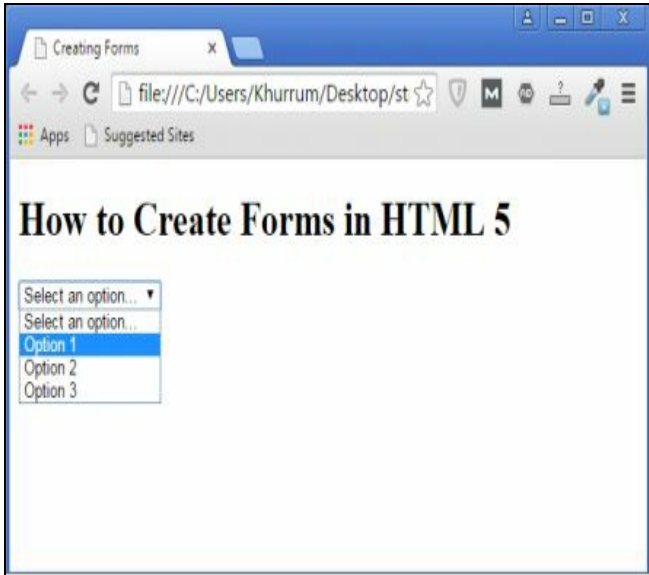 Creating Forms
file:///C:/Users/Khurrum/Desktop/st
Apps Suggested Sites
How to Create Forms in HTML 5
Select an option...
Select an option...
Option 1
Option 2
Option 3